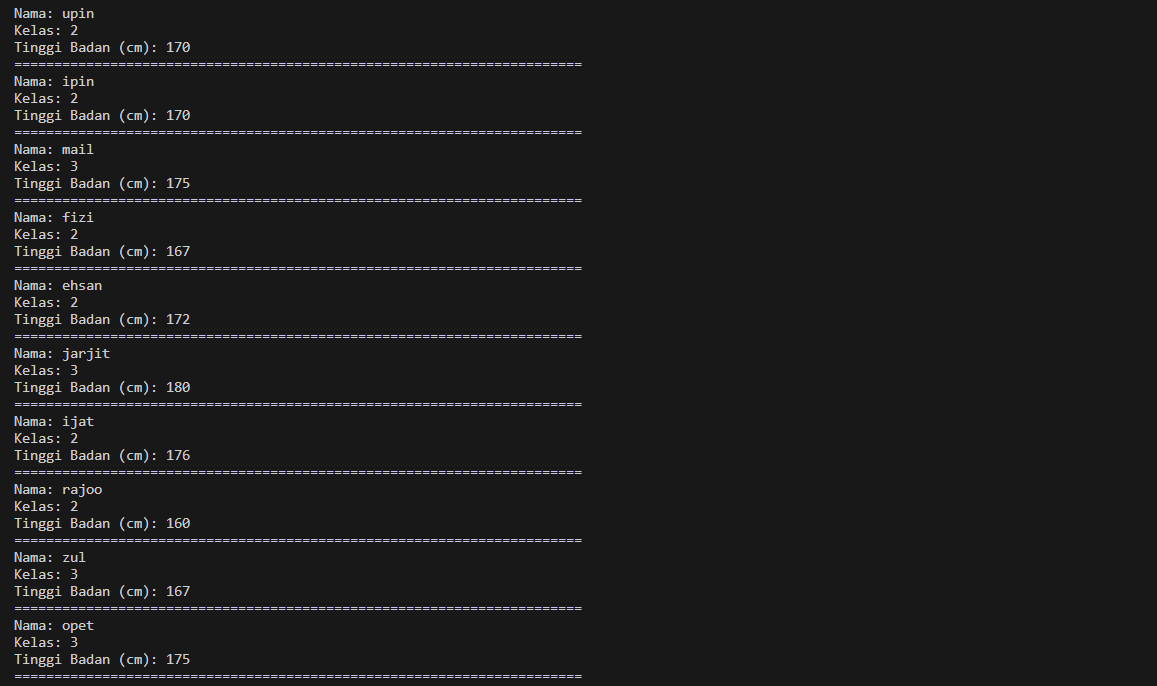 Nama: upin
Kelas: 2
Tinggi Badan (cm): 170
=======================================================================
Nama: ipin
Kelas: 2
Tinggi Badan (cm): 170
=======================================================================
Nama: mail
Kelas: 3
Tinggi Badan (cm): 175
=======================================================================
Nama: fizi
Kelas: 2
Tinggi Badan (cm): 167
=======================================================================
Nama: ehsan
Kelas: 2
Tinggi Badan (cm): 172
=======================================================================
Nama: jarjit
Kelas: 3
Tinggi Badan (cm): 180
=======================================================================
Nama: ijat
Kelas: 2
Tinggi Badan (cm): 176
=======================================================================
Nama: rajoo
Kelas: 2
Tinggi Badan (cm): 160
=======================================================================
Nama: zul
Kelas: 3
Tinggi Badan (cm): 167
=======================================================================
Nama: opet
Kelas: 3
Tinggi Badan (cm): 175
=======================================================================